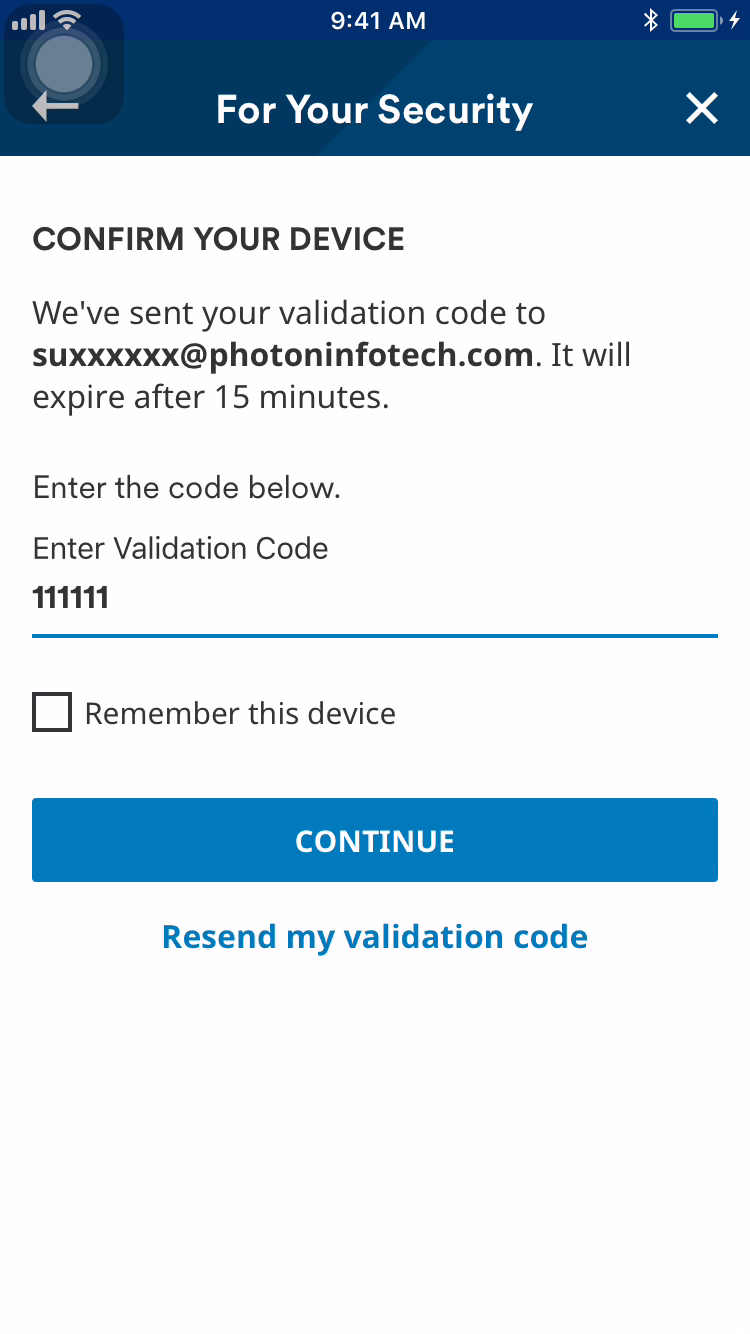 9:41 AM
For Your Security
CONFIRM YOUR DEVICE
We've sent your validation code to
suxxxxxx@photoninfotech.com. It will
expire after 15 minutes.
Enter the code below.
Enter Validation Code
111111
Remember this device
CONTINUE
Resend my validation code